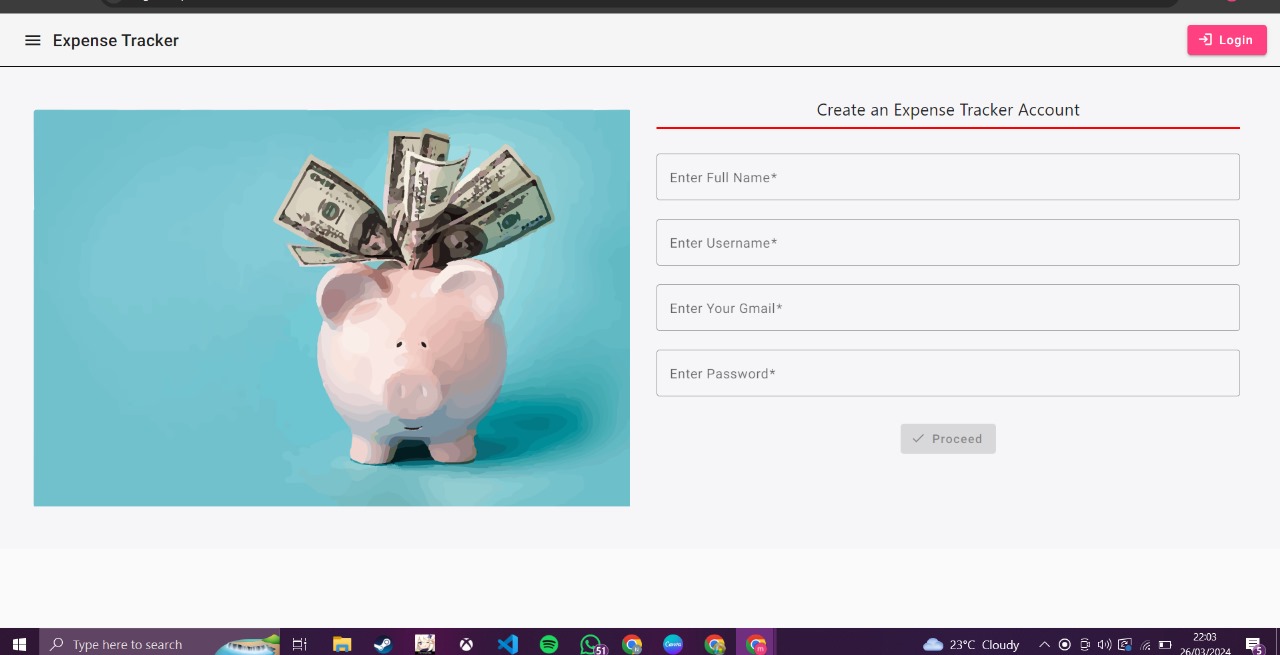 Expense Tracker
Login
Create an Expense Tracker Account
Enter Full Name*
Enter Username*
Enter Your Gmail*
Enter Password*
Proceed
Type here to search
51
23°C Cloudy
22:03
26/03/2024
5